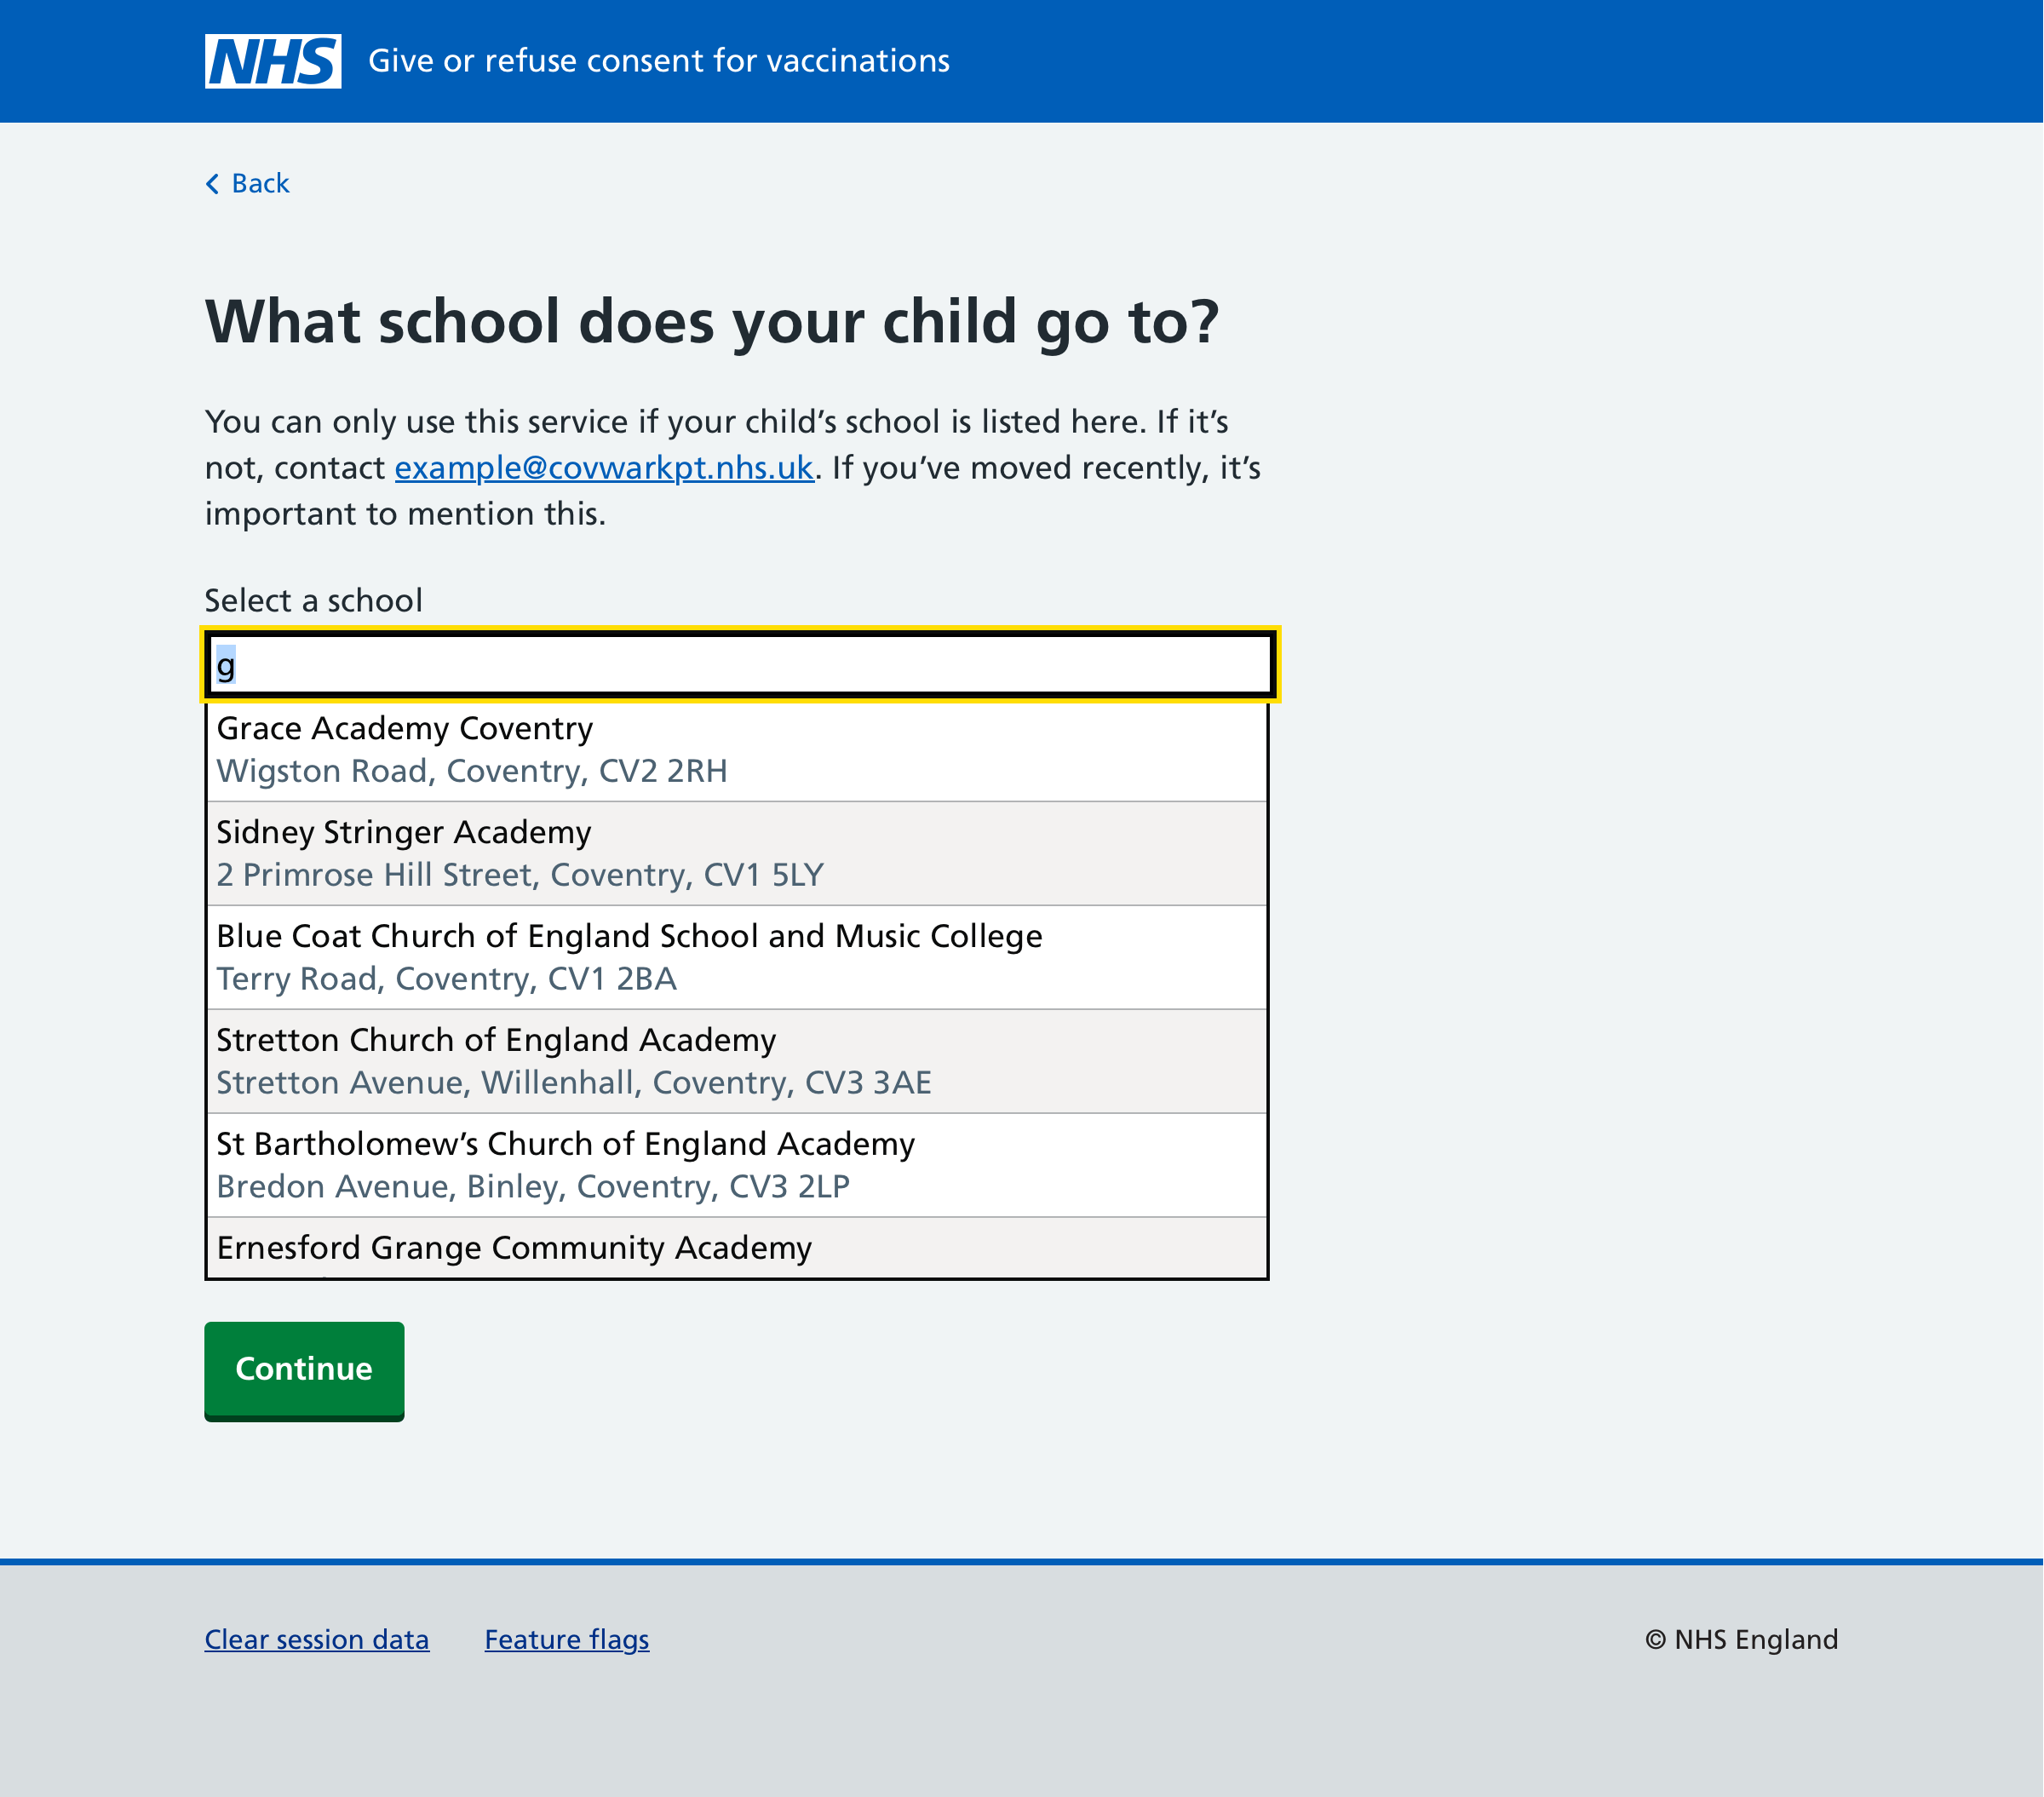 NHS Give or refuse consent for vaccinations
Back
What school does your child go to?
You can only use this service if your child’s school is listed here. If it’s
not, contact example@covwarkpt.nhs.uk. If you’ve moved recently, it’s
important to mention this.
Select a school
g
Grace Academy Coventry
Wigston Road, Coventry, CV2 2RH
Sidney Stringer Academy
2 Primrose Hill Street, Coventry, CV1 5LY
Blue Coat Church of England School and Music College
Terry Road, Coventry, CV1 2BA
Stretton Church of England Academy
Stretton Avenue, Willenhall, Coventry, CV3 3AE
St Bartholomew’s Church of England Academy
Bredon Avenue, Binley, Coventry, CV3 2LP
Ernesford Grange Community Academy
Continue
Clear session data
Feature flags
© NHS England